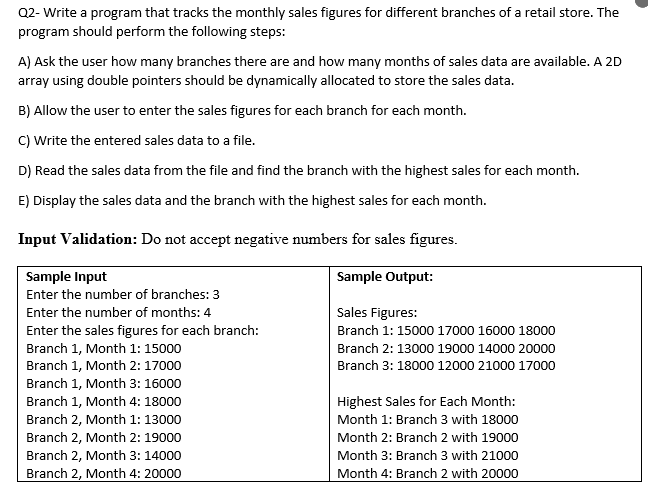 Q2- Write a program that tracks the monthly sales figures for different branches of a retail store. The
program should perform the following steps:
A) Ask the user how many branches there are and how many months of sales data are available. A 2D
array using double pointers should be dynamically allocated to store the sales data.
B) Allow the user to enter the sales figures for each branch for each month.
C) Write the entered sales data to a file.
D) Read the sales data from the file and find the branch with the highest sales for each month.
E) Display the sales data and the branch with the highest sales for each month.
Input Validation: Do not accept negative numbers for sales figures.
Sample Input
Enter the number of branches: 3
Enter the number of months: 4
Enter the sales figures for each branch:
Branch 1, Month 1: 15000
Branch 1, Month 2: 17000
Branch 1, Month 3: 16000
Branch 1, Month 4: 18000
Branch 2, Month 1: 13000
Branch 2, Month 2: 19000
Branch 2, Month 3: 14000
Branch 2, Month 4: 20000
Sample Output:
Sales Figures:
Branch 1: 15000 17000 16000 18000
Branch 2: 13000 19000 14000 20000
Branch 3: 18000 12000 21000 17000
Highest Sales for Each Month:
Month 1: Branch 3 with 18000
Month 2: Branch 2 with 19000
Month 3: Branch 3 with 21000
Month 4: Branch 2 with 20000